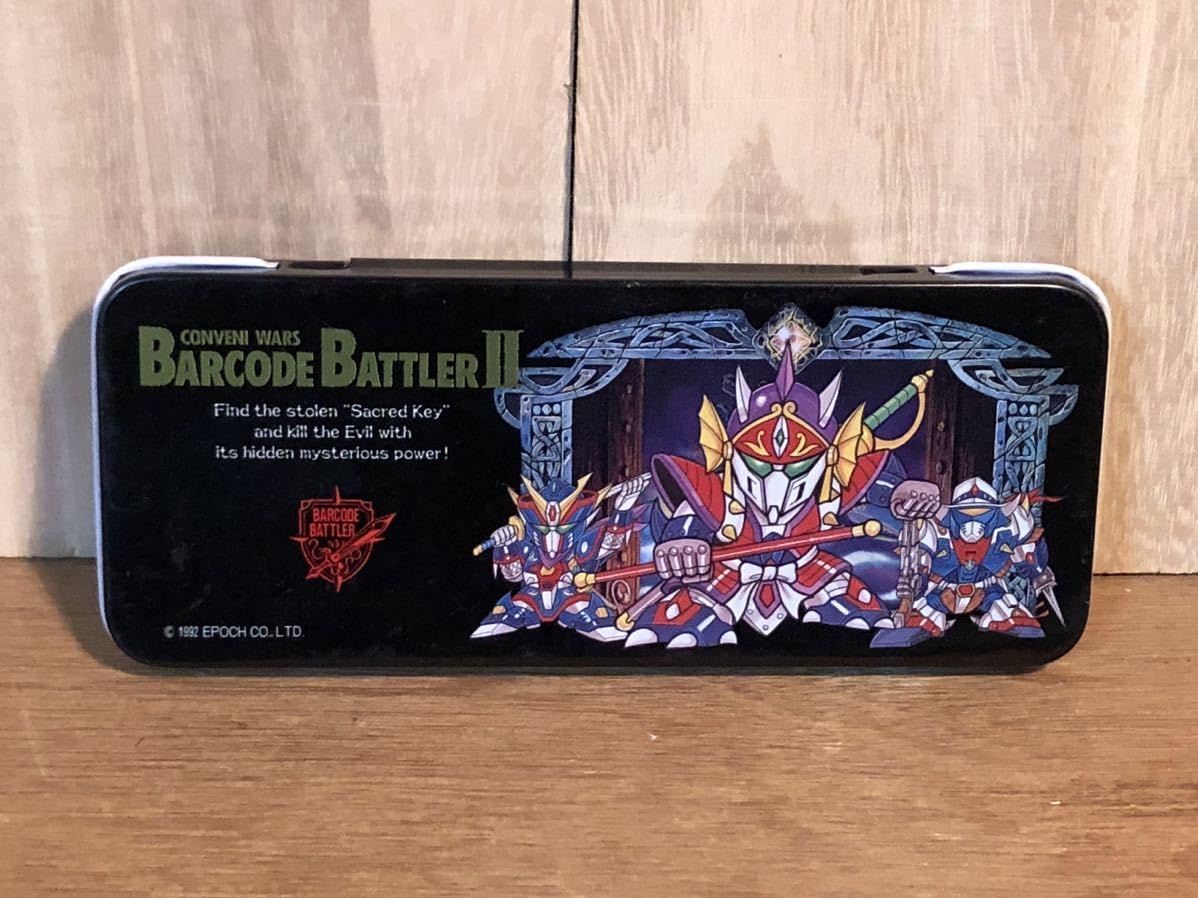 CONVENI WARS
BARCODE BATTLER II
Find the stolen "Sacred Key"
and kill the Evil with
its hidden mysterious power!
BARCODE
BATTLER
© 1992 EPOCH CO., LTD.